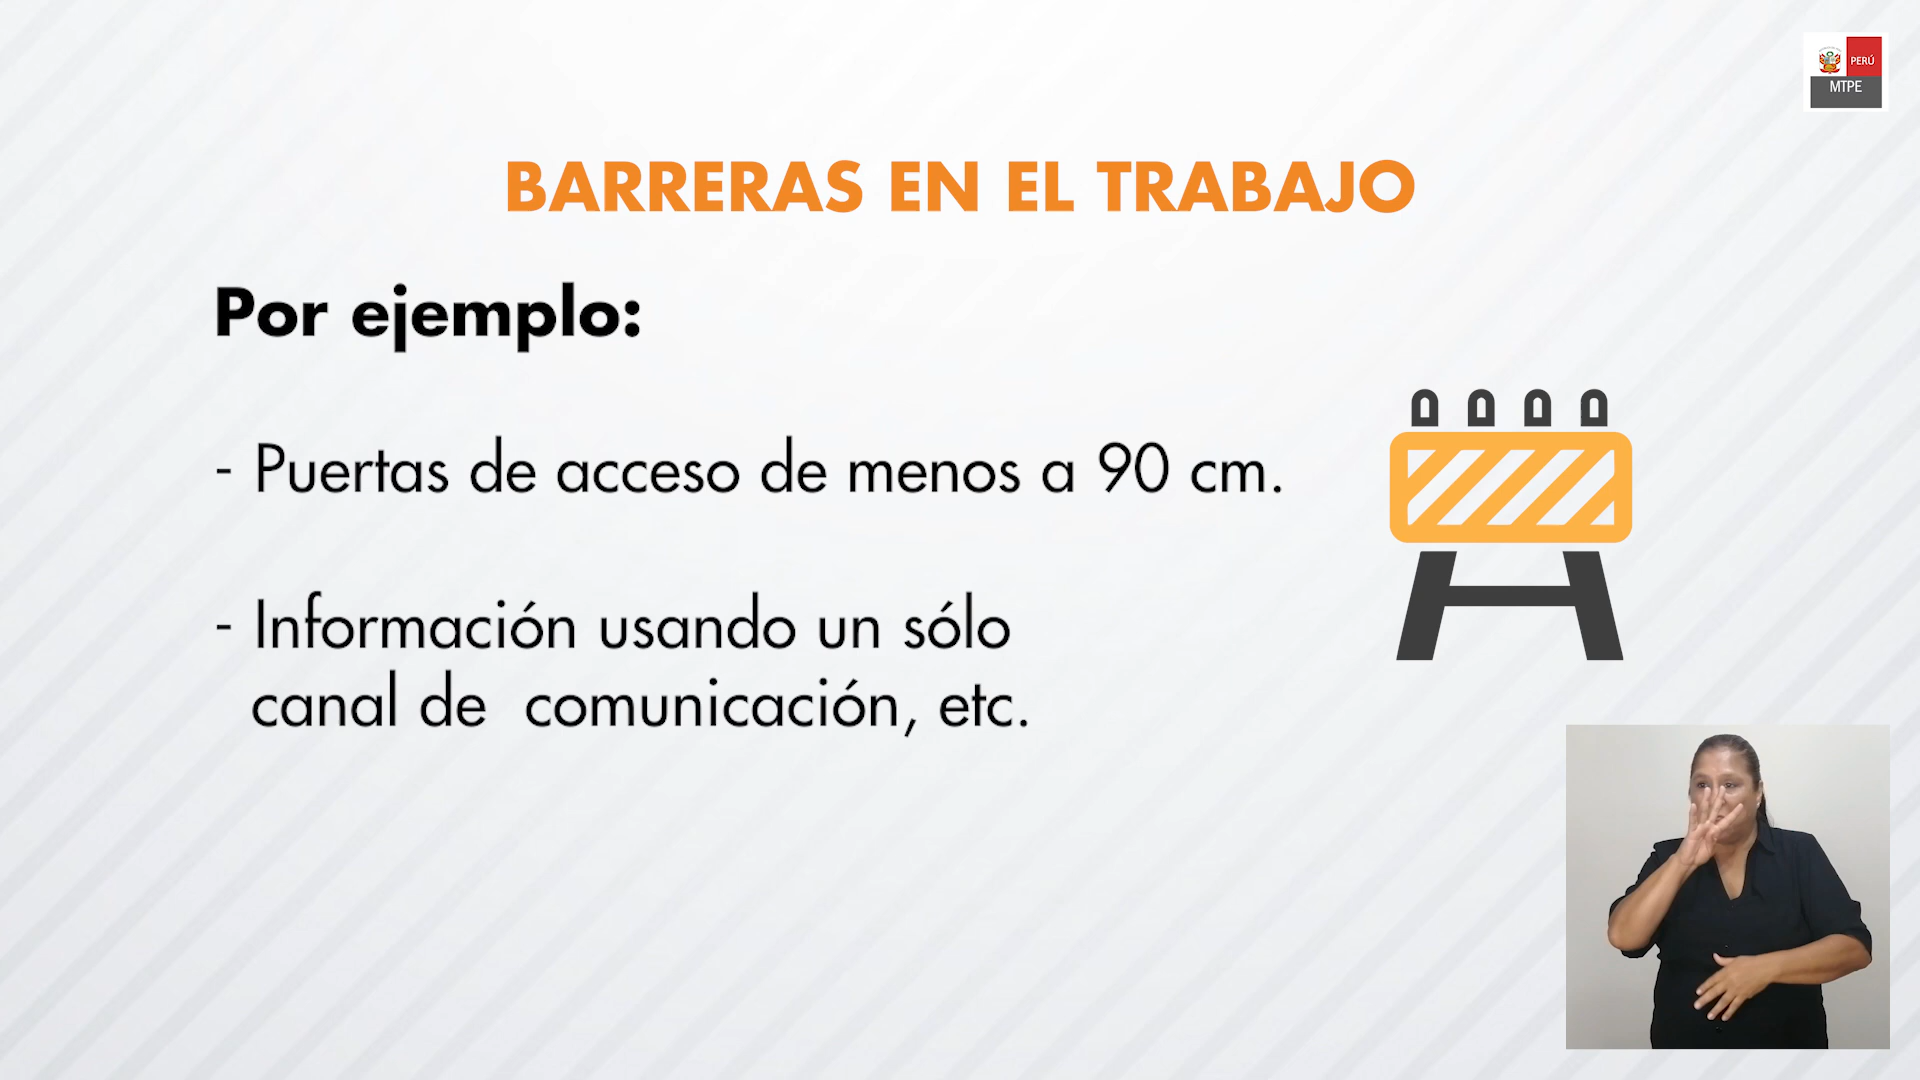 PERÚ
MTPE
BARRERAS EN EL TRABAJO
Por ejemplo:
- Puertas de acceso de menos a 90 cm.
- Información usando un sólo
canal de  comunicación, etc.